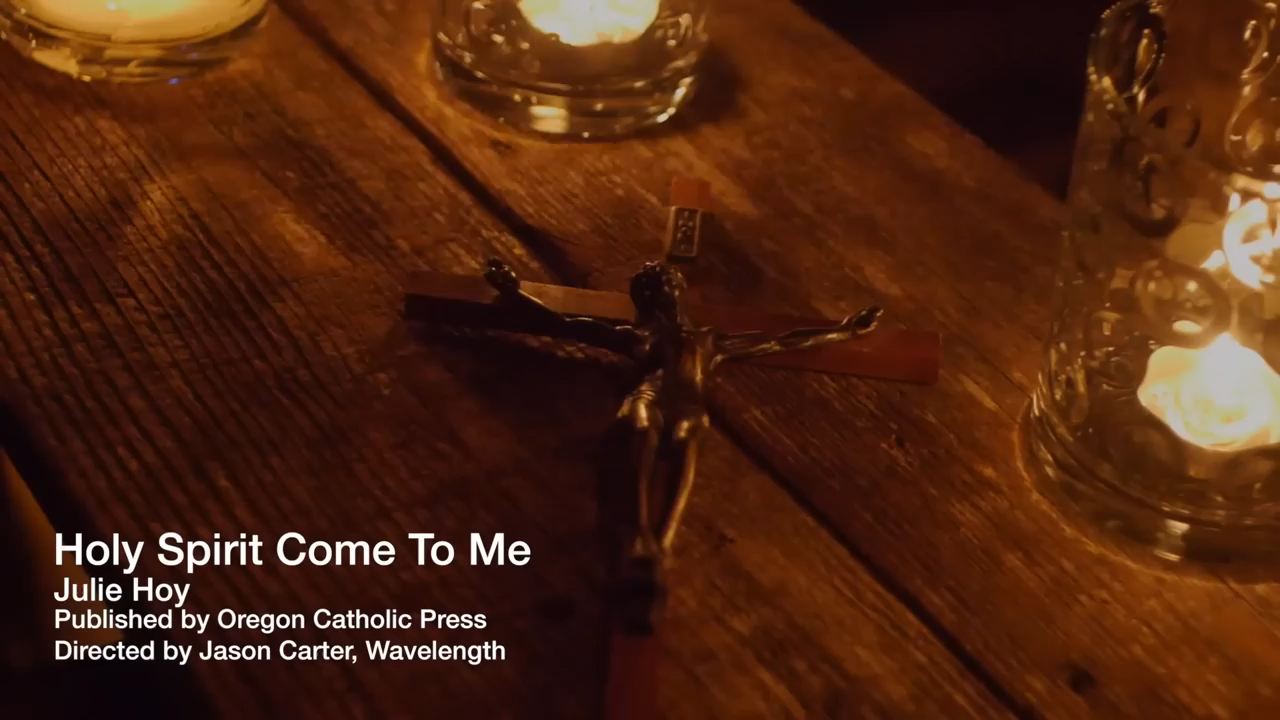 Holy Spirit Come To Me
Julie Hoy
Published by Oregon Catholic Press
Directed by Jason Carter, Wavelength